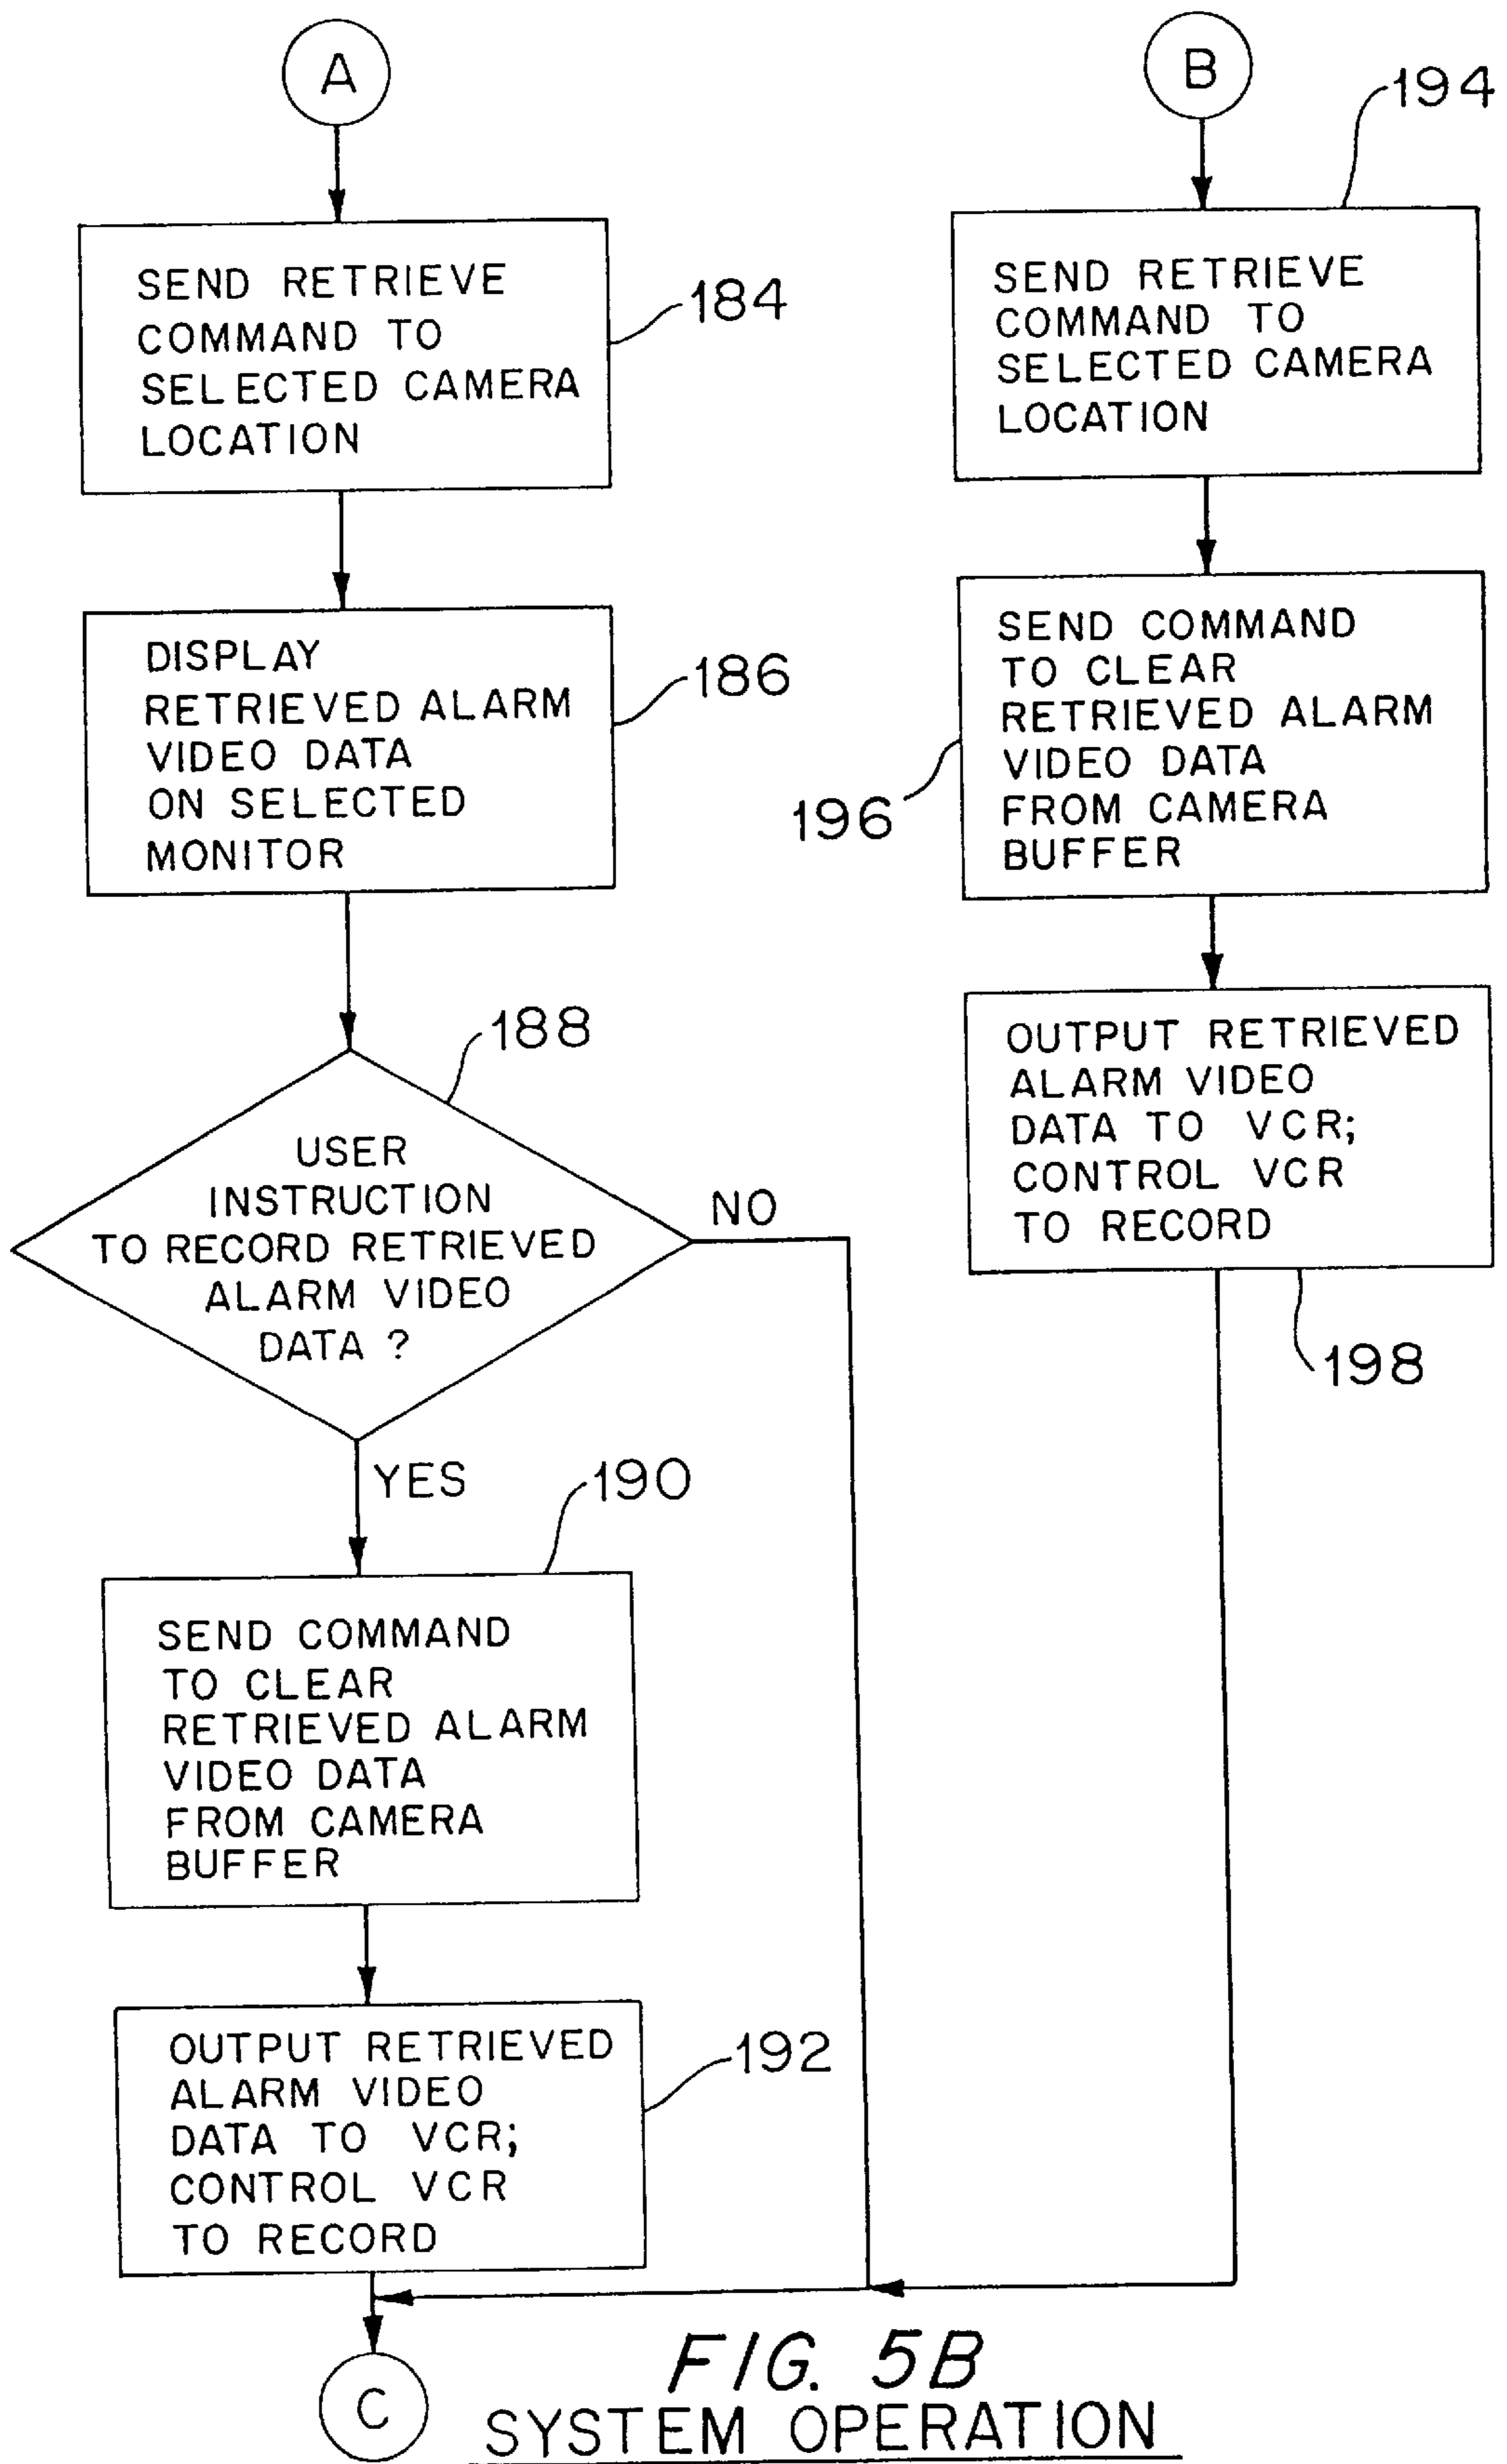 A
SEND RETRIEVE
COMMAND TO
SELECTED CAMERA
LOCATION
184
DISPLAY
RETRIEVED ALARM
VIDEO DATA
ON SELECTED
MONITOR
186
188
USER
INSTRUCTION
TO RECORD RETRIEVED
ALARM VIDEO
DATA ?
NO
YES
190
SEND COMMAND
TO CLEAR
RETRIEVED ALARM
VIDEO DATA
FROM CAMERA
BUFFER
OUTPUT RETRIEVED
ALARM VIDEO
DATA TO VCR;
CONTROL VCR
TO RECORD
192
B
194
SEND RETRIEVE
COMMAND TO
SELECTED CAMERA
LOCATION
SEND COMMAND
TO CLEAR
RETRIEVED ALARM
VIDEO DATA
FROM CAMERA
BUFFER
196
OUTPUT RETRIEVED
ALARM VIDEO
DATA TO VCR;
CONTROL VCR
TO RECORD
198
C
FIG. 5B
SYSTEM OPERATION